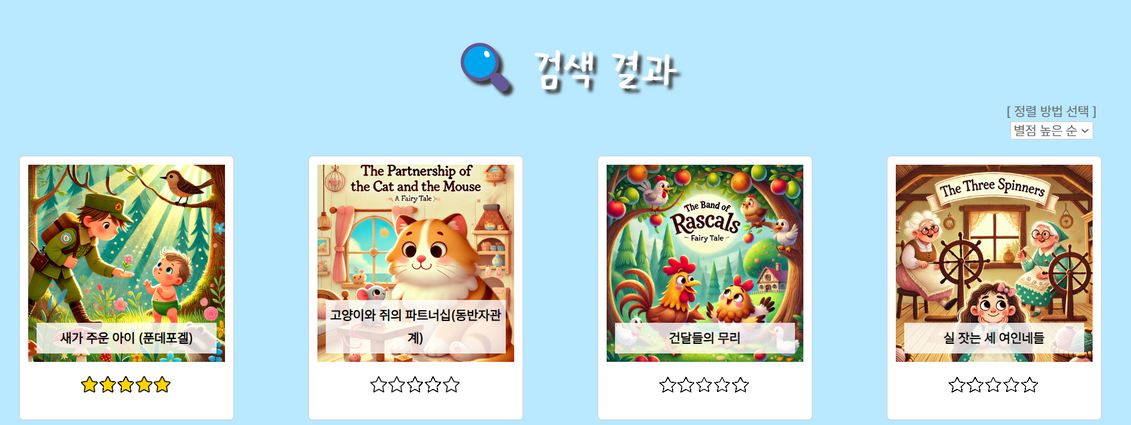 검색 결과
[ 정렬 방법 선택 ]
별점 높은 순
새가 주운 아이 (푼데포겔)
The Partnership of
the Cat and the Mouse
A Fairy Tale
고양이와 쥐의 파트너십(동반자관
계)
The Band of
Rascals
Fairy Tale
건달들의 무리
The Three Spinners
실 잣는 세 여인네들